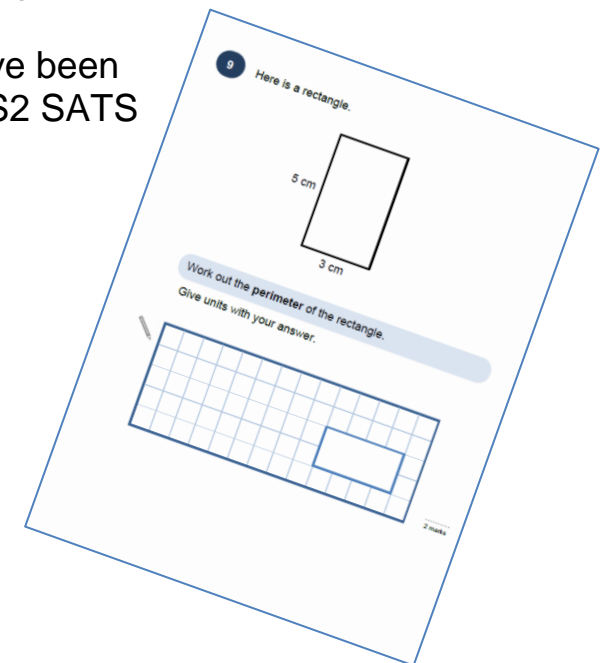 ve been
S2 SATS
9
Here is a rectangle.
5 cm
3 cm
Work out the perimeter of the rectangle.
Give units with your answer.
2 marks